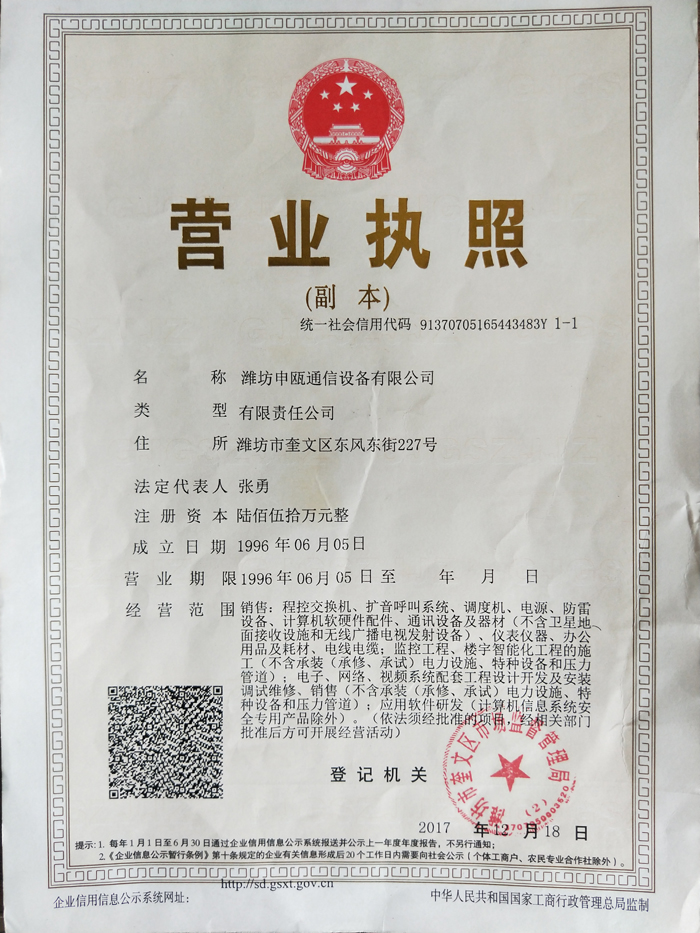 营业执照
(副 本)
统一社会信用代码 91370705165443483Y 1-1
名 称 潍坊申瓯通信设备有限公司
类 型 有限责任公司
住 所 潍坊市奎文区东风东街227号
法定代表人 张勇
注册资本 陆佰伍拾万元整
成立日期 1996年06月05日
营业期限 1996年06月05日至 年 月 日
经营范围 销售：程控交换机、扩音呼叫系统、调度机、电源、防雷
设备、计算机软硬件配件、通讯设备及器材（不含卫星地
面接收设施和无线广播电视发射设备）、仪表仪器、办公
用品及耗材、电线电缆；监控工程、楼宇智能化工程的施
工（不含承装（承修、承试）电力设施、特种设备和压力
管道）；电子、网络、视频系统配套工程设计开发及安装
调试维修、销售（不含承装（承修、承试）电力设施、特
种设备和压力管道）；应用软件研发（计算机信息系统安
全专用产品除外）。（依法须经批准的项目，经相关部门
批准后方可开展经营活动）
登记机关
潍坊市奎文区市场监督管理局
(2)
2017 年 12 月 18 日
提示：1. 每年1月1日至6月30日通过企业信用信息公示系统报送并公示上一年度年度报告，不另行通知；
2.《企业信息公示暂行条例》第十条规定的企业有关信息形成后20个工作日内需要向社会公示（个体工商户、农民专业合作社除外）。
http://sd.gsxt.gov.cn
企业信用信息公示系统网址：
中华人民共和国国家工商行政管理总局监制